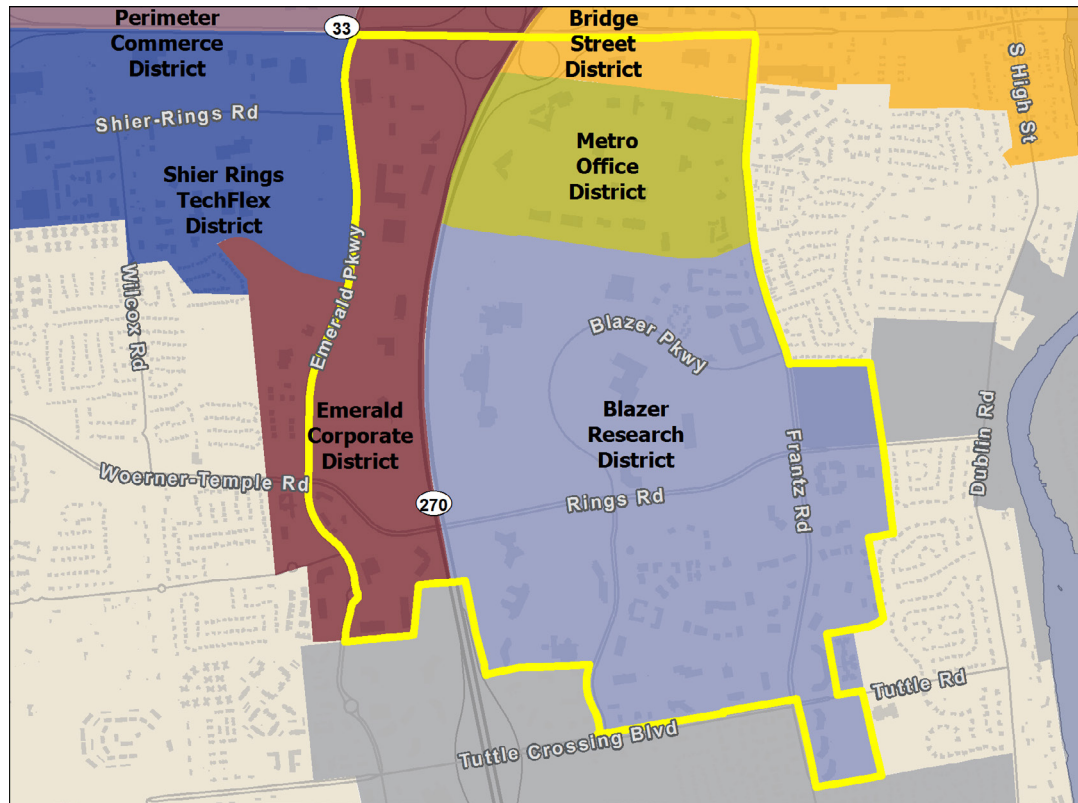 Perimeter
Commerce
District
33
Bridge
Street
District
S High St
Shier-Rings Rd
Metro
Office
District
Shier Rings
TechFlex
District
Emerald Pkwy
Wilcox Rd
Blazer Pkwy
Emerald
Corporate
District
Blazer
Research
District
Frantz Rd
Dublin Rd
Woerner-Temple Rd
270
Rings Rd
Tuttle Rd
Tuttle Crossing Blvd